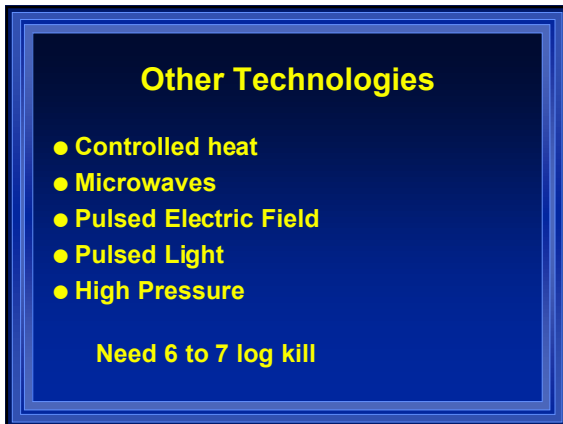 Other Technologies
● Controlled heat
● Microwaves
● Pulsed Electric Field
● Pulsed Light
● High Pressure
Need 6 to 7 log kill